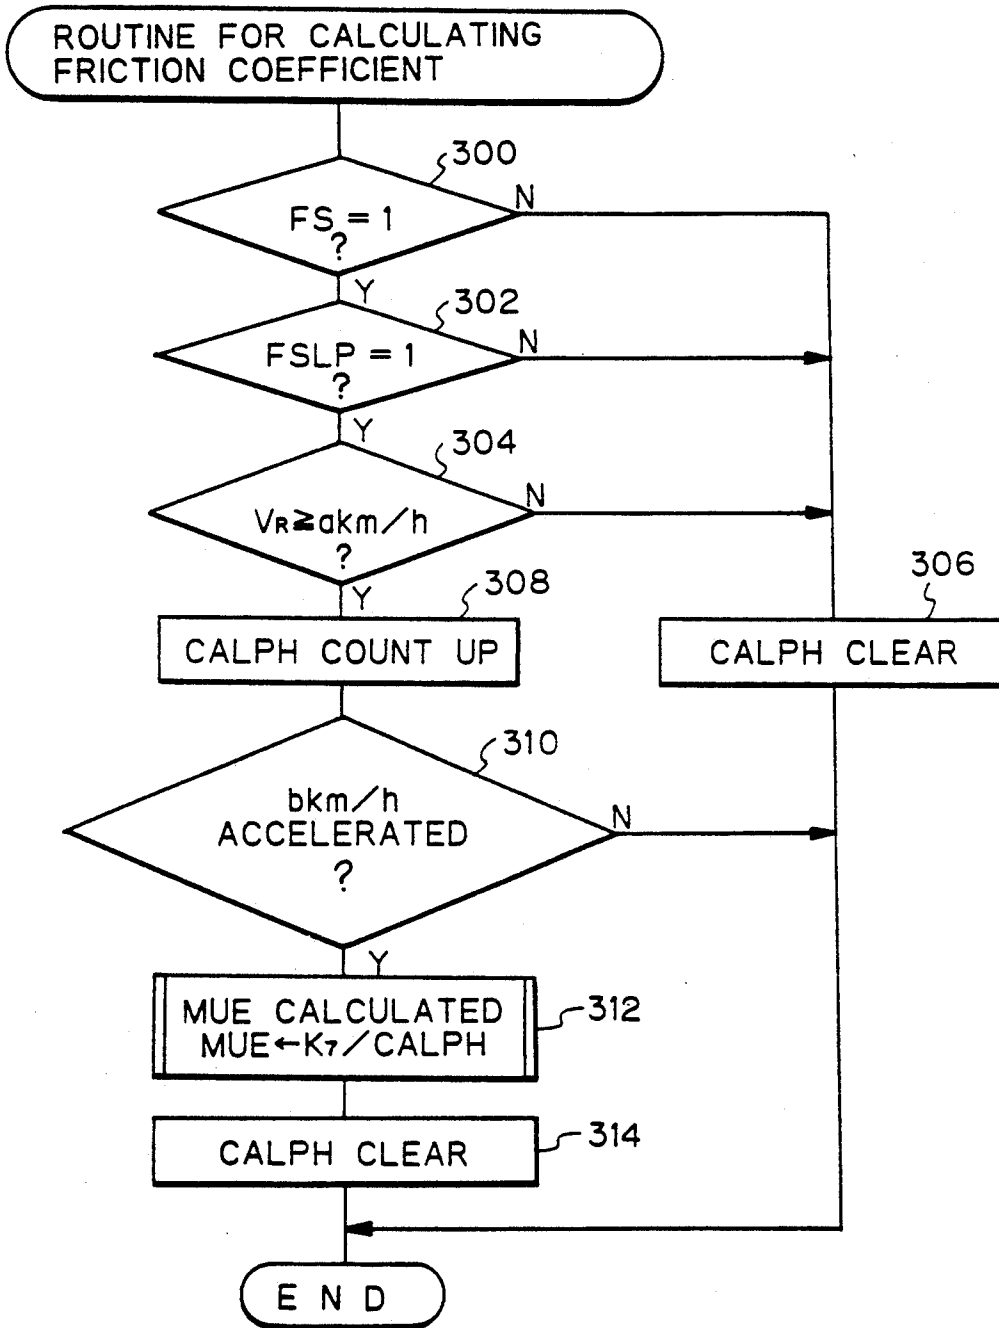 ROUTINE FOR CALCULATING
FRICTION COEFFICIENT
300
FS = 1
?
N
Y
302
FSLP = 1
?
N
Y
304
VR≧akm/h
?
N
Y
308
CALPH COUNT UP
306
CALPH CLEAR
310
bkm/h
ACCELERATED
?
N
Y
MUE CALCULATED
MUE←K7/CALPH
312
CALPH CLEAR
314
END